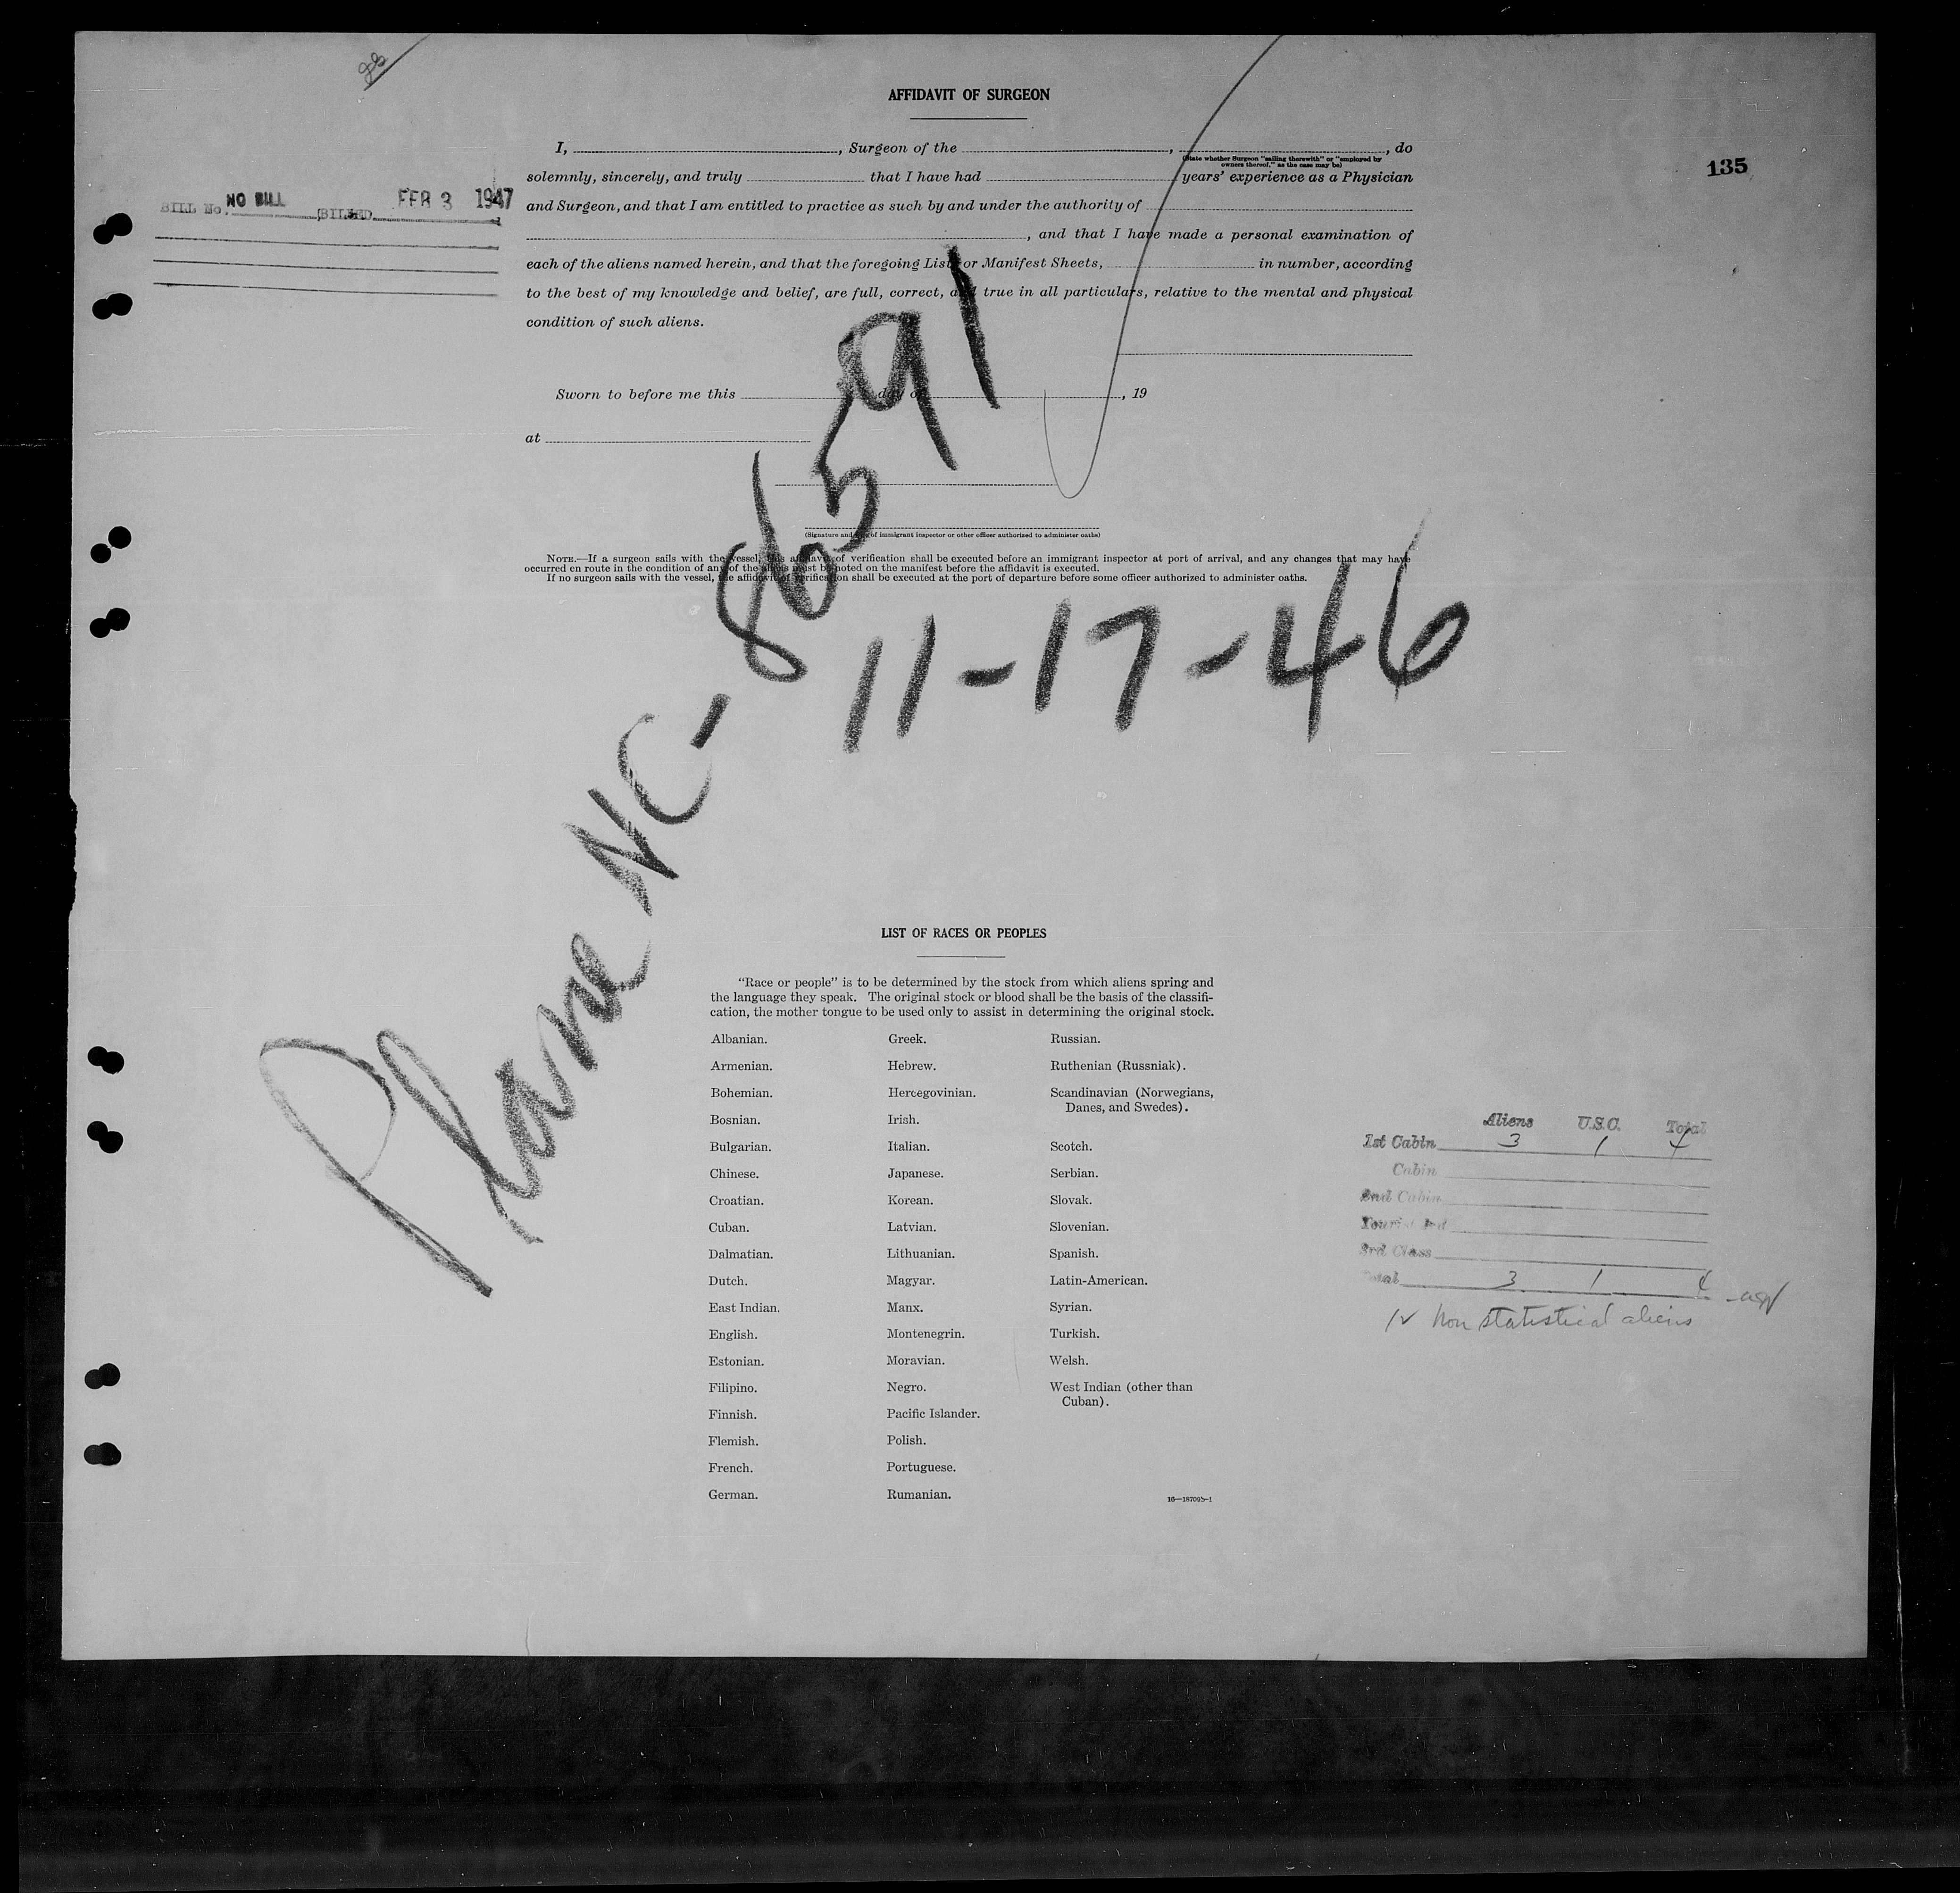 AFFIDAVIT OF SURGEON
135
I, , Surgeon of the , , do
(State whether Surgeon "sailing therewith" or "employed by
owners thereof," as the case may be)
solemnly, sincerely, and truly that I have had years' experience as a Physician
and Surgeon, and that I am entitled to practice as such by and under the authority of
, and that I have made a personal examination of
each of the aliens named herein, and that the foregoing Lists or Manifest Sheets, in number, according
to the best of my knowledge and belief, are full, correct, and true in all particulars, relative to the mental and physical
condition of such aliens.
BILL No. NO BILL BILLED FEB 3 1947
Sworn to before me this day of , 19
at
(Signature and title of immigrant inspector or other officer authorized to administer oaths)
NOTE.—If a surgeon sails with the vessel, this affidavit of verification shall be executed before an immigrant inspector at port of arrival, and any changes that may have
occurred en route in the condition of any of the aliens must be noted on the manifest before the affidavit is executed.
If no surgeon sails with the vessel, the affidavit of verification shall be executed at the port of departure before some officer authorized to administer oaths.
Plane NC-86591
11-17-46
LIST OF RACES OR PEOPLES
"Race or people" is to be determined by the stock from which aliens spring and
the language they speak. The original stock or blood shall be the basis of the classifi-
cation, the mother tongue to be used only to assist in determining the original stock.
Albanian.
Armenian.
Bohemian.
Bosnian.
Bulgarian.
Chinese.
Croatian.
Cuban.
Dalmatian.
Dutch.
East Indian.
English.
Estonian.
Filipino.
Finnish.
Flemish.
French.
German.
Greek.
Hebrew.
Hercegovinian.
Irish.
Italian.
Japanese.
Korean.
Latvian.
Lithuanian.
Magyar.
Manx.
Montenegrin.
Moravian.
Negro.
Pacific Islander.
Polish.
Portuguese.
Rumanian.
Russian.
Ruthenian (Russniak).
Scandinavian (Norwegians,
Danes, and Swedes).
Scotch.
Serbian.
Slovak.
Slovenian.
Spanish.
Latin-American.
Syrian.
Turkish.
Welsh.
West Indian (other than
Cuban).
Aliens U.S.C. Total
1st Cabin 3 1 4
Cabin
2nd Cabin
3rd Class
Total 3 1 4
Non statistical aliens